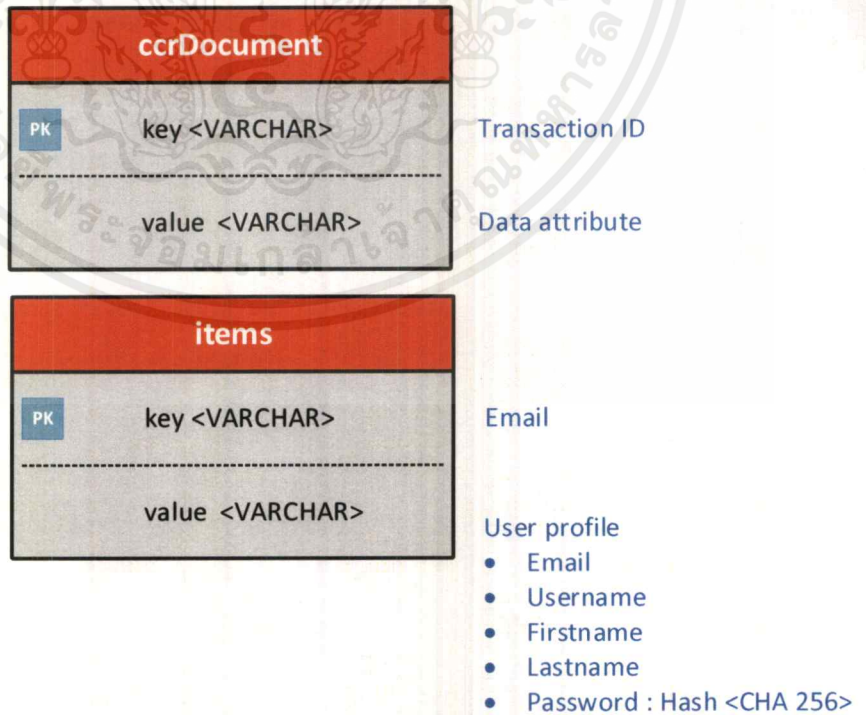 ccrDocument
PK key <VARCHAR> Transaction ID
value <VARCHAR> Data attribute
items
PK key <VARCHAR> Email
value <VARCHAR>
User profile
• Email
• Username
• Firstname
• Lastname
• Password : Hash <CHA 256>